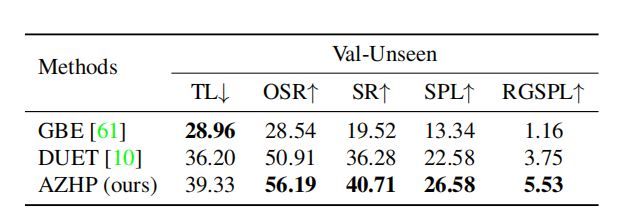 Methods Val-Unseen
TL↓ OSR↑ SR↑ SPL↑ RGSPL↑
GBE [61] 28.96 28.54 19.52 13.34 1.16
DUET [10] 36.20 50.91 36.28 22.58 3.75
AZHP (ours) 39.33 56.19 40.71 26.58 5.53